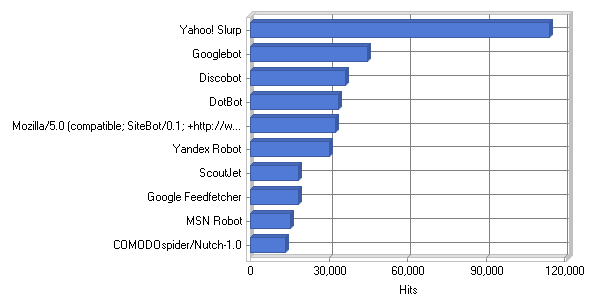 Yahoo! Slurp
Googlebot
Discobot
DotBot
Mozilla/5.0 (compatible; SiteBot/0.1; +http://w...
Yandex Robot
ScoutJet
Google Feedfetcher
MSN Robot
COMODOspider/Nutch-1.0
0 30,000 60,000 90,000 120,000
Hits